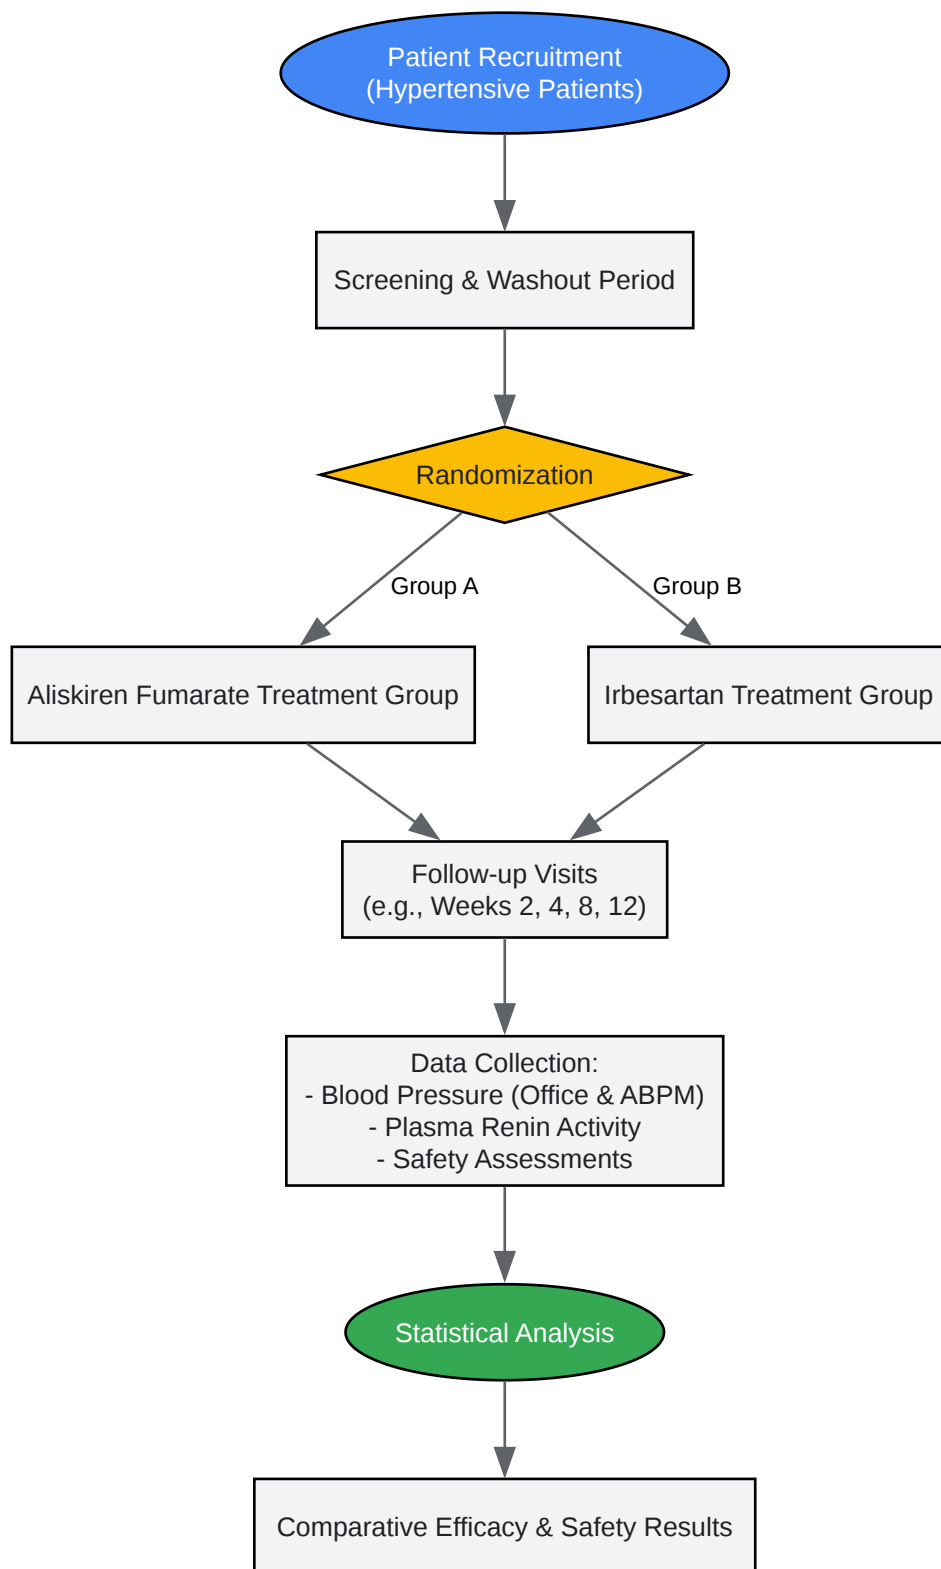 Patient Recruitment
(Hypertensive Patients)
Screening & Washout Period
Randomization
Group A
Group B
Aliskiren Fumarate Treatment Group
Irbesartan Treatment Group
Follow-up Visits
(e.g., Weeks 2, 4, 8, 12)
Data Collection:
- Blood Pressure (Office & ABPM)
- Plasma Renin Activity
- Safety Assessments
Statistical Analysis
Comparative Efficacy & Safety Results